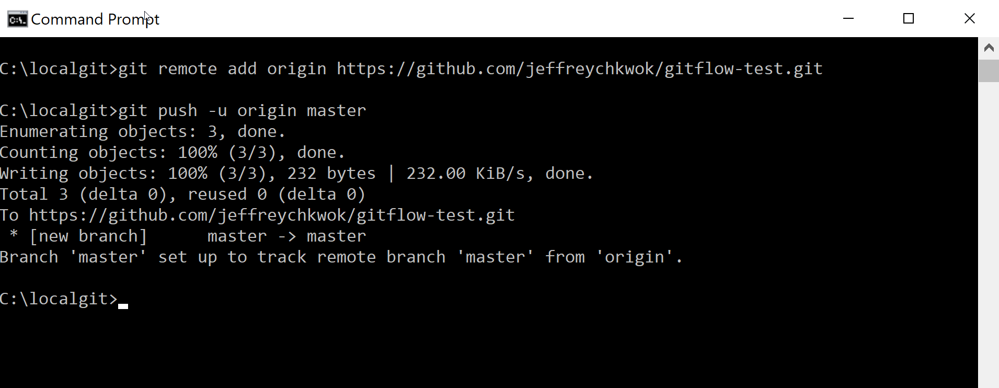 Command Prompt
C:\localgit>git remote add origin https://github.com/jeffreychkwok/gitflow-test.git
C:\localgit>git push -u origin master
Enumerating objects: 3, done.
Counting objects: 100% (3/3), done.
Writing objects: 100% (3/3), 232 bytes | 232.00 KiB/s, done.
Total 3 (delta 0), reused 0 (delta 0)
To https://github.com/jeffreychkwok/gitflow-test.git
 * [new branch]      master -> master
Branch 'master' set up to track remote branch 'master' from 'origin'.
C:\localgit>